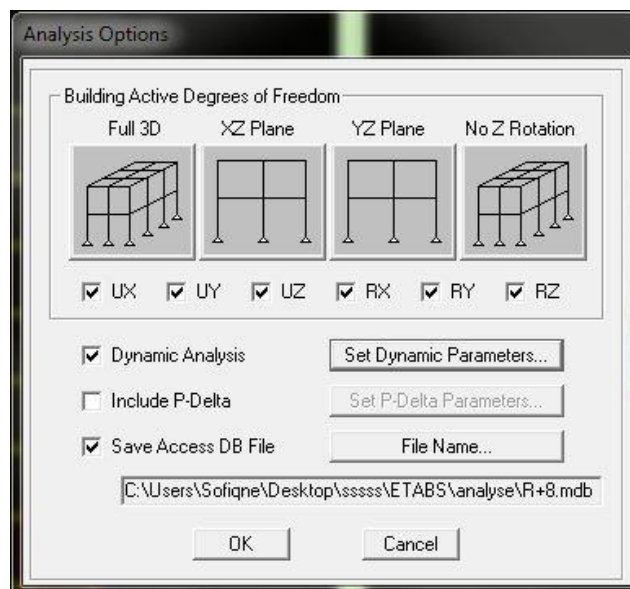 Analysis Options
Building Active Degrees of Freedom
Full 3D XZ Plane YZ Plane No Z Rotation
UX UY UZ RX RY RZ
Dynamic Analysis Set Dynamic Parameters...
Include P-Delta Set P-Delta Parameters...
Save Access DB File File Name...
C:\Users\Sofiqne\Desktop\sssss\ETABS\analyse\R+8.mdb
OK Cancel